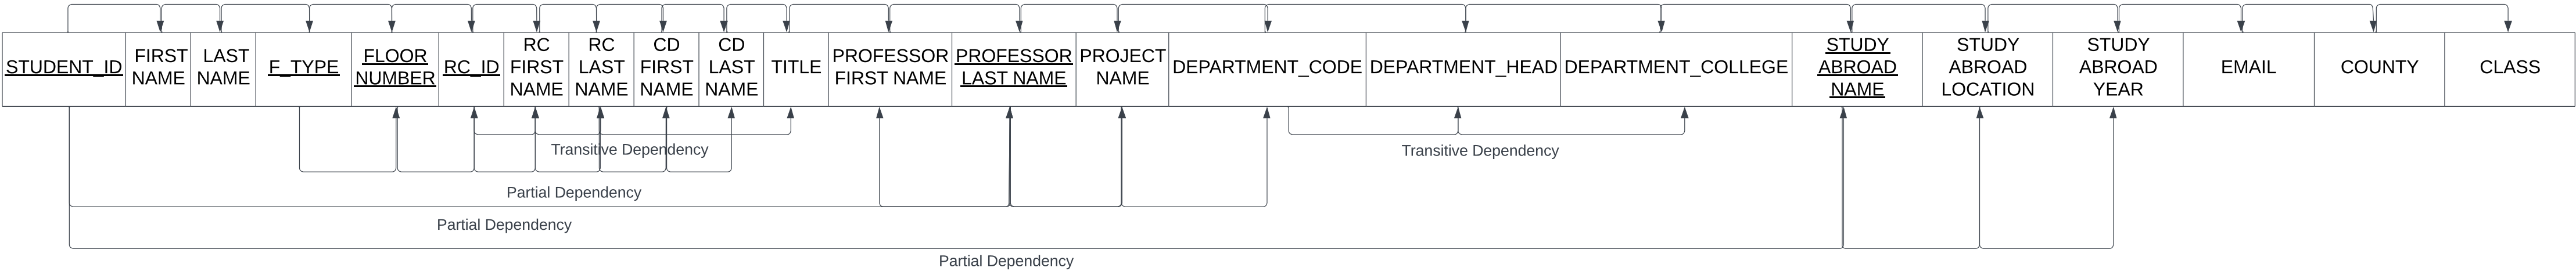 STUDENT_ID
FIRST
NAME
LAST
NAME
F_TYPE
FLOOR
NUMBER
RC_ID
RC
FIRST
NAME
RC
LAST
NAME
CD
FIRST
NAME
CD
LAST
NAME
TITLE
PROFESSOR
FIRST NAME
PROFESSOR
LAST NAME
PROJECT
NAME
DEPARTMENT_CODE
DEPARTMENT_HEAD
DEPARTMENT_COLLEGE
STUDY
ABROAD
NAME
STUDY
ABROAD
LOCATION
STUDY
ABROAD
YEAR
EMAIL
COUNTY
CLASS
Transitive Dependency
Transitive Dependency
Partial Dependency
Partial Dependency
Partial Dependency